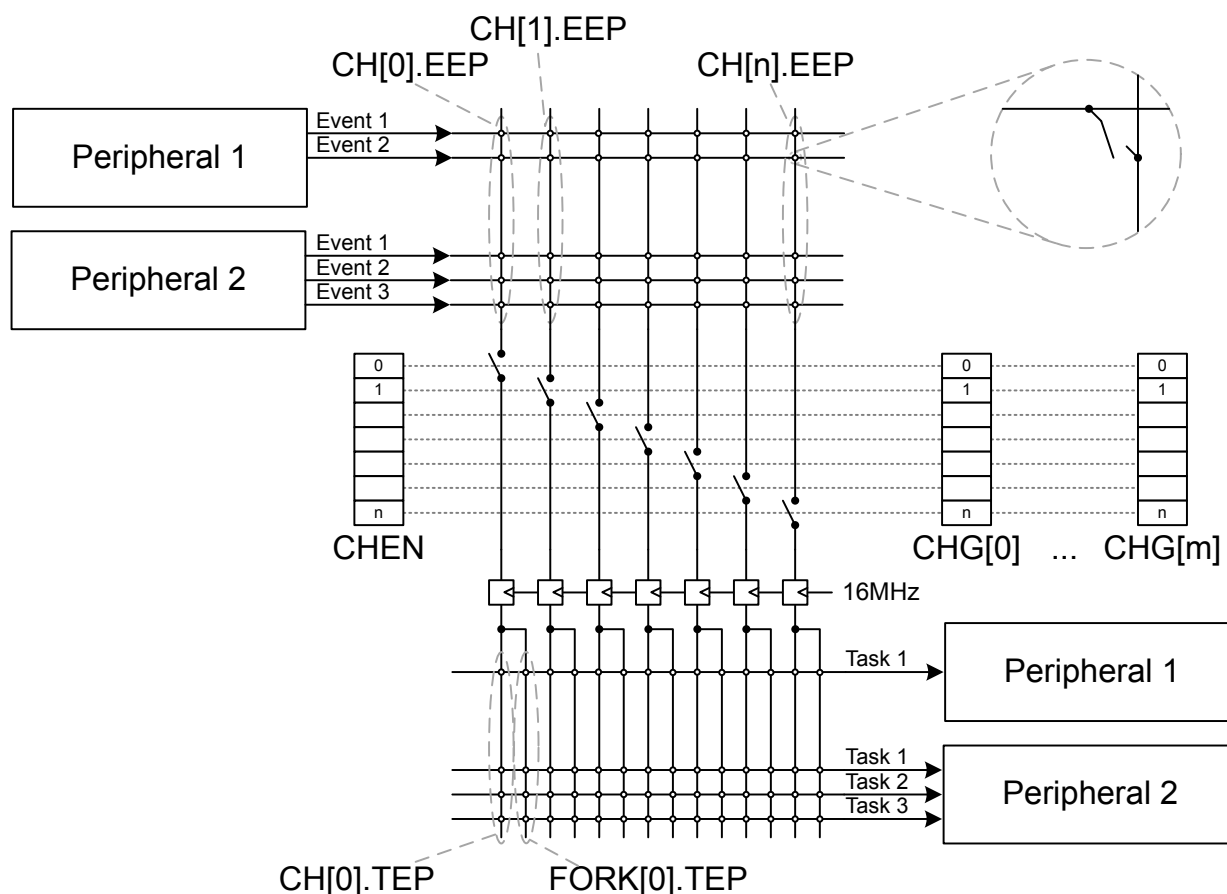 CH[1].EEP
CH[0].EEP
CH[n].EEP
Peripheral 1
Event 1
Event 2
Peripheral 2
Event 1
Event 2
Event 3
0
0
0
1
1
1
n
n
n
CHEN
CHG[0] ... CHG[m]
16MHz
Task 1
Peripheral 1
Task 1
Task 2
Task 3
Peripheral 2
CH[0].TEP
FORK[0].TEP